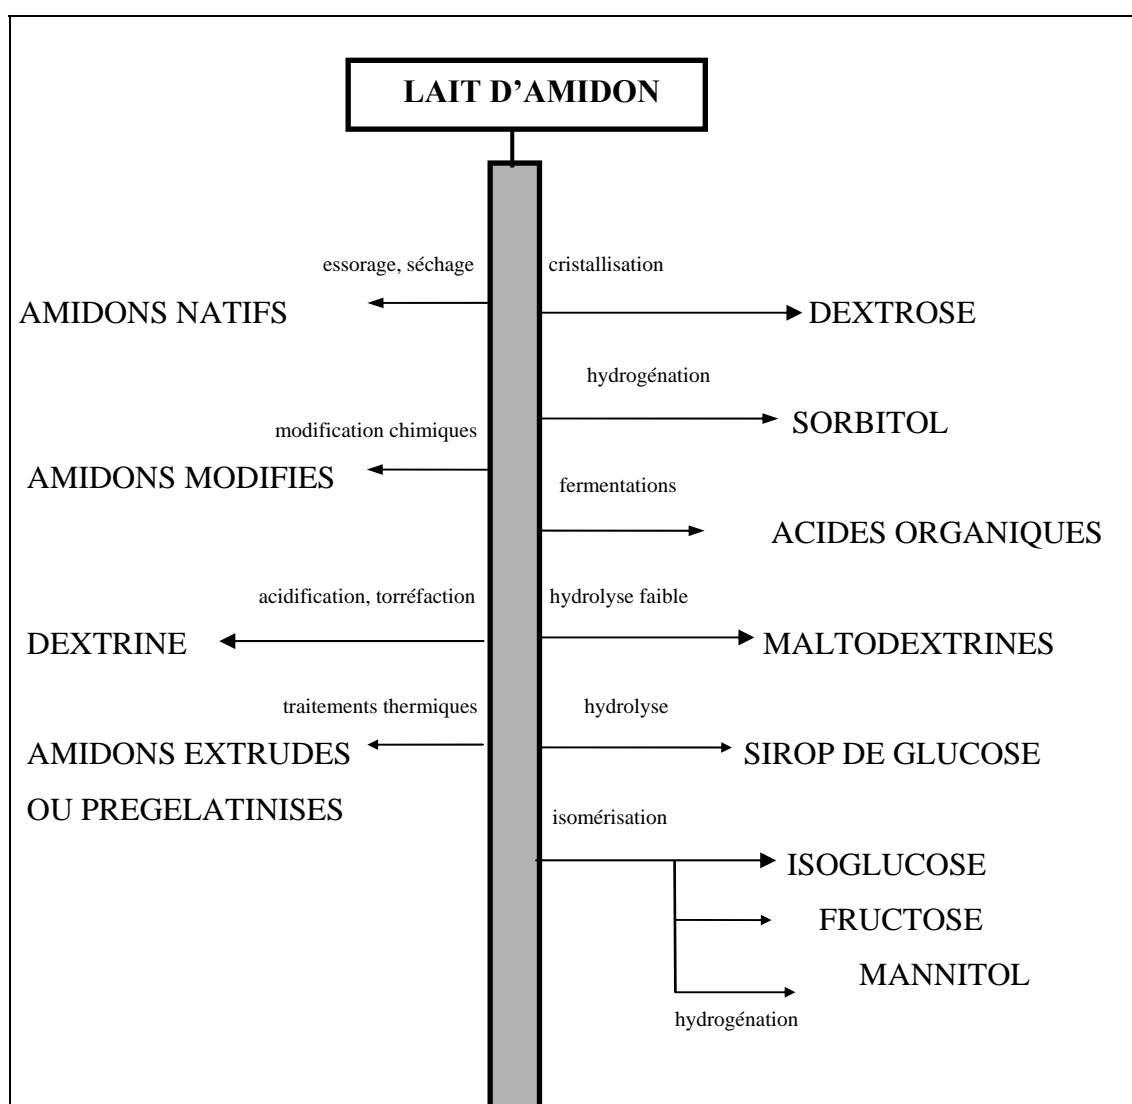 LAIT D’AMIDON
essorage, séchage
cristallisation
AMIDONS NATIFS
DEXTROSE
hydrogénation
SORBITOL
modification chimiques
AMIDONS MODIFIES
fermentations
ACIDES ORGANIQUES
acidification, torréfaction
hydrolyse faible
DEXTRINE
MALTODEXTRINES
traitements thermiques
hydrolyse
AMIDONS EXTRUDES
SIROP DE GLUCOSE
OU PREGELATINISES
isomérisation
ISOGLUCOSE
FRUCTOSE
MANNITOL
hydrogénation